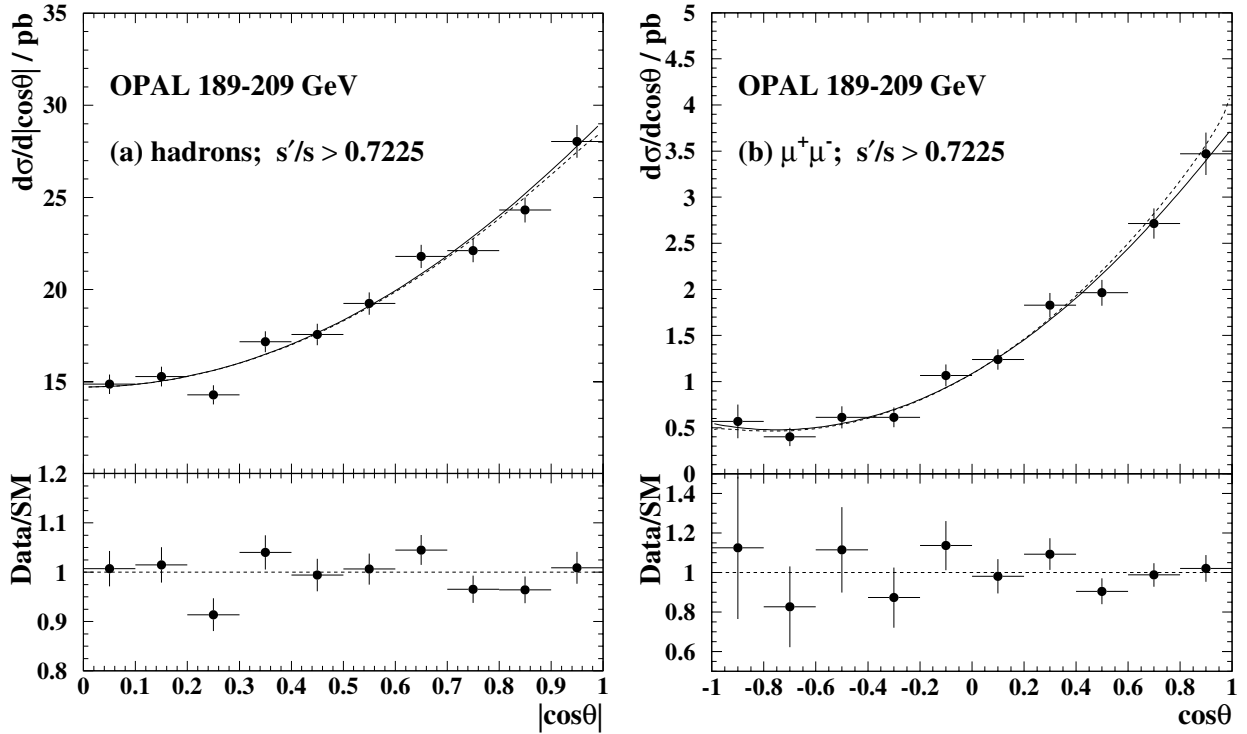 dσ/d|cosθ| / pb
35
30
25
20
15
OPAL 189-209 GeV
(a) hadrons; s′/s > 0.7225
Data/SM
1.2
1.1
1
0.9
0.8
0 0.1 0.2 0.3 0.4 0.5 0.6 0.7 0.8 0.9 1
|cosθ|
dσ/dcosθ / pb
5
4.5
4
3.5
3
2.5
2
1.5
1
0.5
0
OPAL 189-209 GeV
(b) μ⁺μ⁻; s′/s > 0.7225
Data/SM
1.4
1.2
1
0.8
0.6
-1 -0.8 -0.6 -0.4 -0.2 0 0.2 0.4 0.6 0.8 1
cosθ